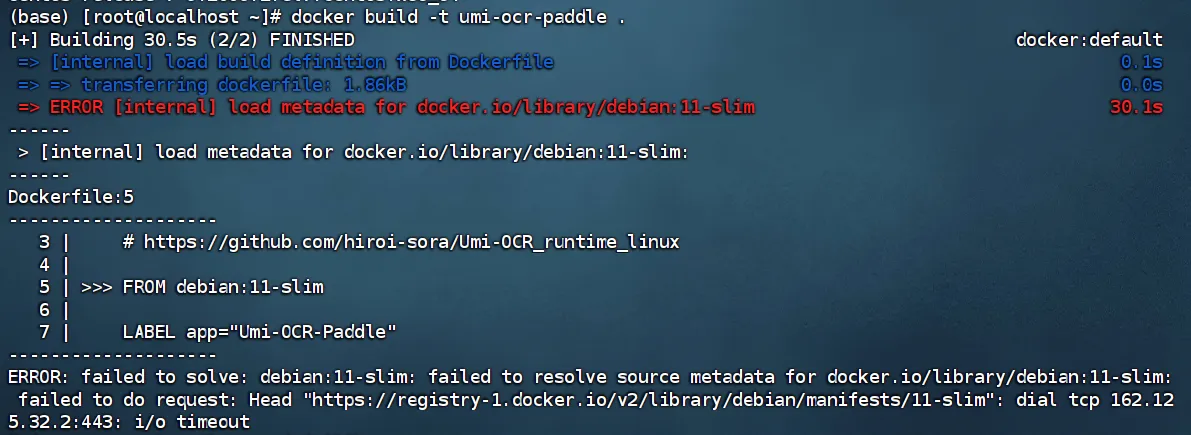 (base) [root@localhost ~]# docker build -t umi-ocr-paddle .
[+] Building 30.5s (2/2) FINISHED docker:default
=> [internal] load build definition from Dockerfile 0.1s
=> => transferring dockerfile: 1.86kB 0.0s
=> ERROR [internal] load metadata for docker.io/library/debian:11-slim 30.1s
------
> [internal] load metadata for docker.io/library/debian:11-slim:
------
Dockerfile:5
--------------------
3 | # https://github.com/hiroi-sora/Umi-OCR_runtime_linux
4 |
5 | >>> FROM debian:11-slim
6 |
7 | LABEL app="Umi-OCR-Paddle"
--------------------
ERROR: failed to solve: debian:11-slim: failed to resolve source metadata for docker.io/library/debian:11-slim:
failed to do request: Head "https://registry-1.docker.io/v2/library/debian/manifests/11-slim": dial tcp 162.12
5.32.2:443: i/o timeout